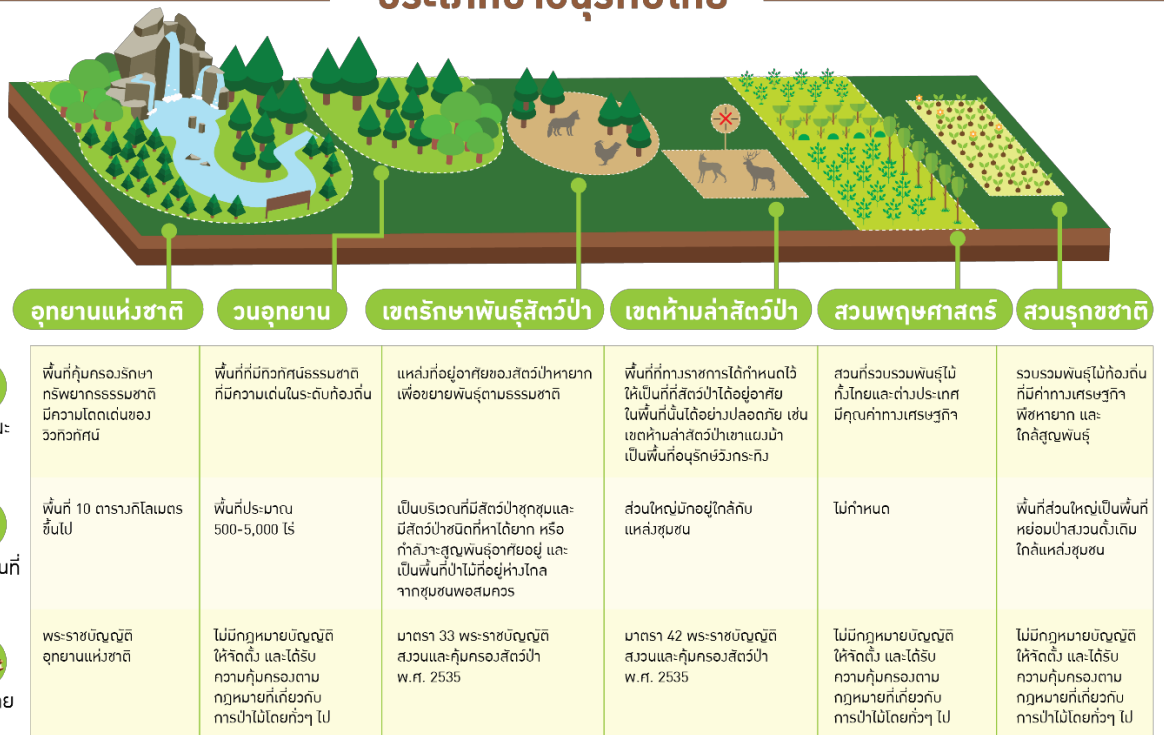 อุทยานแห่งชาติ
วนอุทยาน
เขตรักษาพันธุ์สัตว์ป่า
เขตห้ามล่าสัตว์ป่า
สวนพฤษศาสตร์
สวนรุกขชาติ
พื้นที่คุ้มครองรักษา
ทรัพยากรธรรมชาติ
มีความโดดเด่นของ
วิวทิวทัศน์
พื้นที่ที่มีทิวทัศน์ธรรมชาติ
ที่มีความเด่นในระดับท้องถิ่น
แหล่งที่อยู่อาศัยของสัตว์ป่าหายาก
เพื่อขยายพันธุ์ตามธรรมชาติ
พื้นที่ที่ทางราชการได้กำหนดไว้
ให้เป็นที่ที่สัตว์ป่าได้อยู่อาศัย
ในพื้นที่นั้นได้อย่างปลอดภัย เช่น
เขตห้ามล่าสัตว์ป่าเขาแผงม้า
เป็นพื้นที่อนุรักษ์วังกระทิง
สวนที่รวบรวมพันธุ์ไม้
ทั้งไทยและต่างประเทศ
มีคุณค่าทางเศรษฐกิจ
รวบรวมพันธุ์ไม้ท้องถิ่น
ที่มีค่าทางเศรษฐกิจ
พืชหายาก และ
ใกล้สูญพันธุ์
พื้นที่ 10 ตารางกิโลเมตร
ขึ้นไป
พื้นที่ประมาณ
500-5,000 ไร่
เป็นบริเวณที่มีสัตว์ป่าชุกชุมและ
มีสัตว์ป่าชนิดที่หาได้ยาก หรือ
กำลังจะสูญพันธุ์อาศัยอยู่ และ
เป็นพื้นที่ป่าไม้ที่อยู่ห่างไกล
จากชุมชนพอสมควร
ส่วนใหญ่มักอยู่ใกล้กับ
แหล่งชุมชน
ไม่กำหนด
พื้นที่ส่วนใหญ่เป็นพื้นที่
หย่อมป่าสงวนดั้งเดิม
ใกล้แหล่งชุมชน
พระราชบัญญัติ
อุทยานแห่งชาติ
ไม่มีกฎหมายบัญญัติ
ให้จัดตั้ง และได้รับ
ความคุ้มครองตาม
กฎหมายที่เกี่ยวกับ
การป่าไม้โดยทั่วๆ ไป
มาตรา 33 พระราชบัญญัติ
สงวนและคุ้มครองสัตว์ป่า
พ.ศ. 2535
มาตรา 42 พระราชบัญญัติ
สงวนและคุ้มครองสัตว์ป่า
พ.ศ. 2535
ไม่มีกฎหมายบัญญัติ
ให้จัดตั้ง และได้รับ
ความคุ้มครองตาม
กฎหมายที่เกี่ยวกับ
การป่าไม้โดยทั่วๆ ไป
ไม่มีกฎหมายบัญญัติ
ให้จัดตั้ง และได้รับ
ความคุ้มครองตาม
กฎหมายที่เกี่ยวกับ
การป่าไม้โดยทั่วๆ ไป